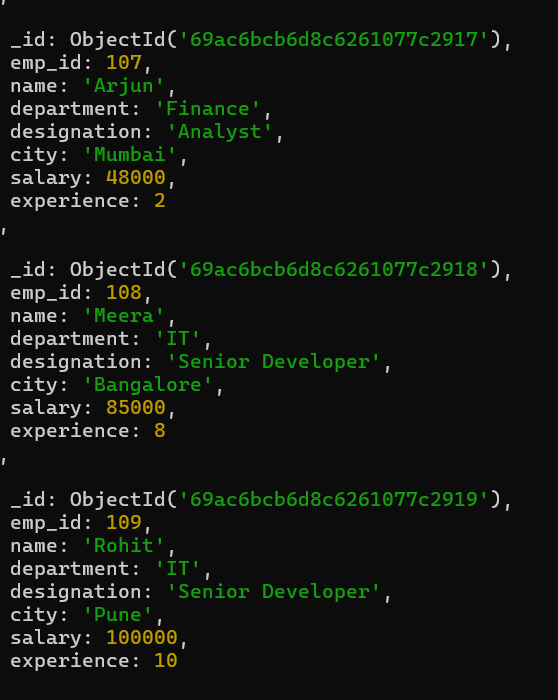 ,
_id: ObjectId('69ac6bcb6d8c6261077c2917'),
emp_id: 107,
name: 'Arjun',
department: 'Finance',
designation: 'Analyst',
city: 'Mumbai',
salary: 48000,
experience: 2
,
_id: ObjectId('69ac6bcb6d8c6261077c2918'),
emp_id: 108,
name: 'Meera',
department: 'IT',
designation: 'Senior Developer',
city: 'Bangalore',
salary: 85000,
experience: 8
,
_id: ObjectId('69ac6bcb6d8c6261077c2919'),
emp_id: 109,
name: 'Rohit',
department: 'IT',
designation: 'Senior Developer',
city: 'Pune',
salary: 100000,
experience: 10